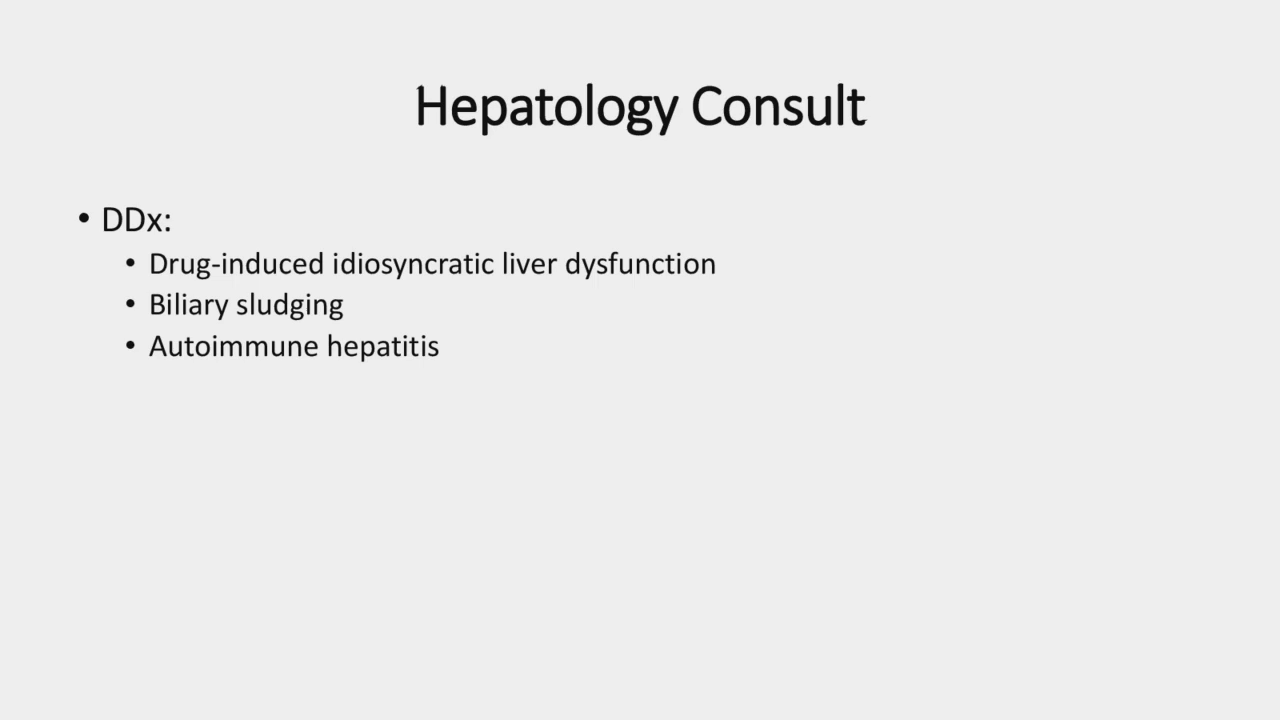 Hepatology Consult
• DDx:
• Drug-induced idiosyncratic liver dysfunction
• Biliary sludging
• Autoimmune hepatitis